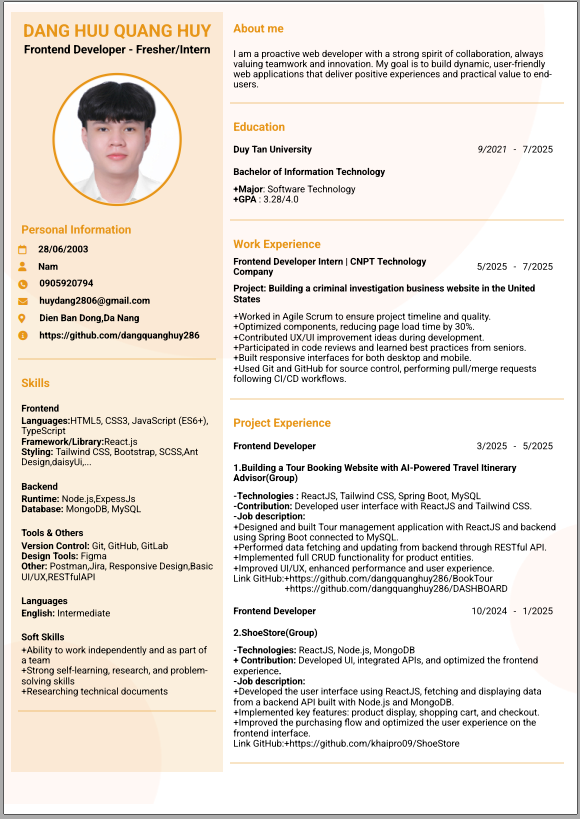 DANG HUU QUANG HUY
Frontend Developer - Fresher/Intern
Personal Information
28/06/2003
Nam
0905920794
huydang2806@gmail.com
Dien Ban Dong,Da Nang
https://github.com/dangquanghuy286
Skills
Frontend
Languages:HTML5, CSS3, JavaScript (ES6+),
TypeScript
Framework/Library:React.js
Styling: Tailwind CSS, Bootstrap, SCSS,Ant
Design,daisyUi,...
Backend
Runtime: Node.js,ExpessJs
Database: MongoDB, MySQL
Tools & Others
Version Control: Git, GitHub, GitLab
Design Tools: Figma
Other: Postman,Jira, Responsive Design,Basic
UI/UX,RESTfulAPI
Languages
English: Intermediate
Soft Skills
+Ability to work independently and as part of
a team
+Strong self-learning, research, and problem-
solving skills
+Researching technical documents
About me
I am a proactive web developer with a strong spirit of collaboration, always
valuing teamwork and innovation. My goal is to build dynamic, user-friendly
web applications that deliver positive experiences and practical value to end-
users.
Education
Duy Tan University 9/2021 - 7/2025
Bachelor of Information Technology
+Major: Software Technology
+GPA : 3.28/4.0
Work Experience
Frontend Developer Intern | CNPT Technology
Company
5/2025 - 7/2025
Project: Building a criminal investigation business website in the United
States
+Worked in Agile Scrum to ensure project timeline and quality.
+Optimized components, reducing page load time by 30%.
+Contributed UX/UI improvement ideas during development.
+Participated in code reviews and learned best practices from seniors.
+Built responsive interfaces for both desktop and mobile.
+Used Git and GitHub for source control, performing pull/merge requests
following CI/CD workflows.
Project Experience
Frontend Developer 3/2025 - 5/2025
1.Building a Tour Booking Website with AI-Powered Travel Itinerary
Advisor(Group)
-Technologies : ReactJS, Tailwind CSS, Spring Boot, MySQL
-Contribution: Developed user interface with ReactJS and Tailwind CSS.
-Job description:
+Designed and built Tour management application with ReactJS and backend
using Spring Boot connected to MySQL.
+Performed data fetching and updating from backend through RESTful API.
+Implemented full CRUD functionality for product entities.
+Improved UI/UX, enhanced performance and user experience.
Link GitHub:+https://github.com/dangquanghuy286/BookTour
+https://github.com/dangquanghuy286/DASHBOARD
Frontend Developer 10/2024 - 1/2025
2.ShoeStore(Group)
-Technologies: ReactJS, Node.js, MongoDB
+ Contribution: Developed UI, integrated APIs, and optimized the frontend
experience.
-Job description:
+Developed the user interface using ReactJS, fetching and displaying data
from a backend API built with Node.js and MongoDB.
+Implemented key features: product display, shopping cart, and checkout.
+Improved the purchasing flow and optimized the user experience on the
frontend interface.
Link GitHub:+https://github.com/khaipro09/ShoeStore